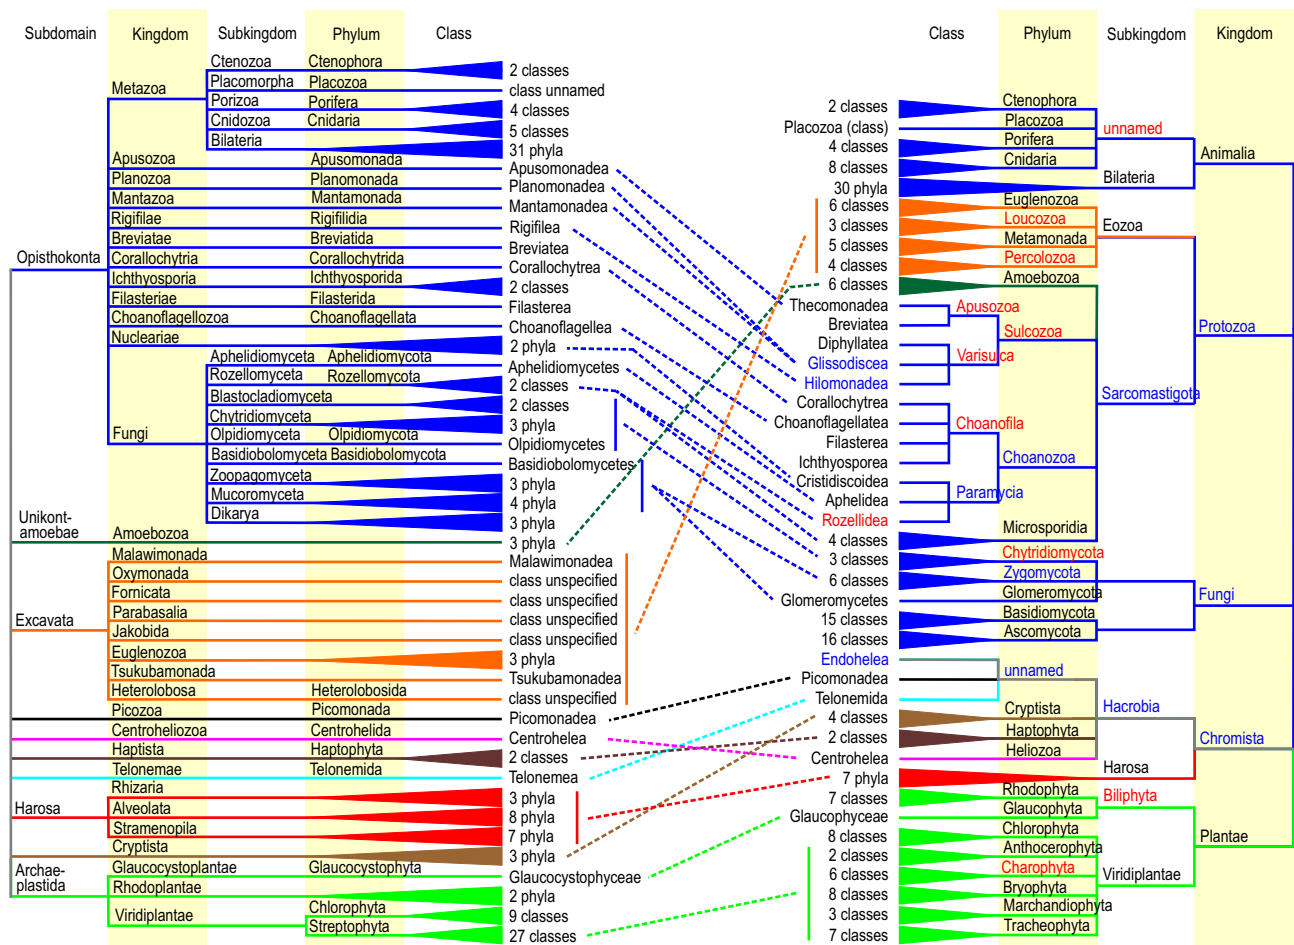 Subdomain Kingdom Subkingdom Phylum Class
Class Phylum Subkingdom Kingdom
Ctenozoa Ctenophora
2 classes
Placomorpha Placozoa
Metazoa
class unnamed
Porizoa Porifera
4 classes
Cnidozoa Cnidaria
5 classes
Bilateria
31 phyla
Apusozoa Apusomonada
Apusomonadea
Planozoa Planomonada
Planomonadea
Mantazoa Mantamonada
Mantamonadea
Rigifilae Rigifilidia
Rigifilea
Breviatae Breviatida
Breviatea
Opisthokonta
Corallochytria Corallochytrida
Corallochytrea
Ichthyosporia Ichthyosporida
2 classes
Filasteriae Filasterida
Filasterea
Choanoflagellozoa Choanoflagellata
Choanoflagellea
Nucleariae
2 phyla
Aphelidiomyceta Aphelidiomycota
Aphelidiomycetes
Rozellomyceta Rozellomycota
2 classes
Blastocladiomyceta
2 classes
Chytridiomyceta
3 phyla
Fungi
Olpidiomyceta Olpidiomycota
Olpidiomycetes
Basidiobolomyceta Basidiobolomycota
Basidiobolomycetes
Zoopagomyceta
3 phyla
Mucoromyceta
4 phyla
Dikarya
3 phyla
Unikont-
amoebae
Amoebozoa
3 phyla
Malawimonada
Malawimonadea
Oxymonada
class unspecified
Fornicata
class unspecified
Parabasalia
class unspecified
Excavata
Jakobida
class unspecified
Euglenozoa
3 phyla
Tsukubamonada
Tsukubamonadea
Heterolobosa Heterolobosida
class unspecified
Picozoa Picomonada
Picomonadea
Centroheliozoa Centrohelida
Centrohelea
Haptista Haptophyta
2 classes
Telonemae Telonemida
Telonemea
Rhizaria
3 phyla
Harosa
Alveolata
8 phyla
Stramenopila
7 phyla
Cryptista
3 phyla
Archae-
plastida
Glaucocystoplantae Glaucocystophyta
Glaucocystophyceae
Rhodoplantae
2 phyla
Viridiplantae
Chlorophyta
9 classes
Streptophyta
27 classes
2 classes
Ctenophora
Placozoa (class)
Placozoa
unnamed
4 classes
Porifera
8 classes
Cnidaria
Animalia
30 phyla
Bilateria
6 classes
Euglenozoa
3 classes
Loucozoa
Eozoa
5 classes
Metamonada
4 classes
Percolozoa
6 classes
Amoebozoa
Thecomonadea
Apusozoa
Breviatea
Sulcozoa
Protozoa
Diphyllatea
Varisulca
Glissodiscea
Hilomonadea
Sarcomastigota
Corallochytrea
Choanoflagellatea
Choanofila
Filasterea
Ichthyosporea
Choanozoa
Cristidiscoidea
Aphelidea
Paramycia
Rozellidea
4 classes
Microsporidia
3 classes
Chytridiomycota
6 classes
Zygomycota
Glomeromycetes
Glomeromycota
Fungi
15 classes
Basidiomycota
16 classes
Ascomycota
Endohelea
unnamed
Picomonadea
Telonemida
Hacrobia
4 classes
Cryptista
2 classes
Haptophyta
Chromista
Centrohelea
Heliozoa
7 phyla
Harosa
7 classes
Rhodophyta
Biliphyta
Glaucophyceae
Glaucophyta
8 classes
Chlorophyta
Plantae
2 classes
Anthocerophyta
6 classes
Charophyta
Viridiplantae
8 classes
Bryophyta
3 classes
Marchandiophyta
7 classes
Tracheophyta